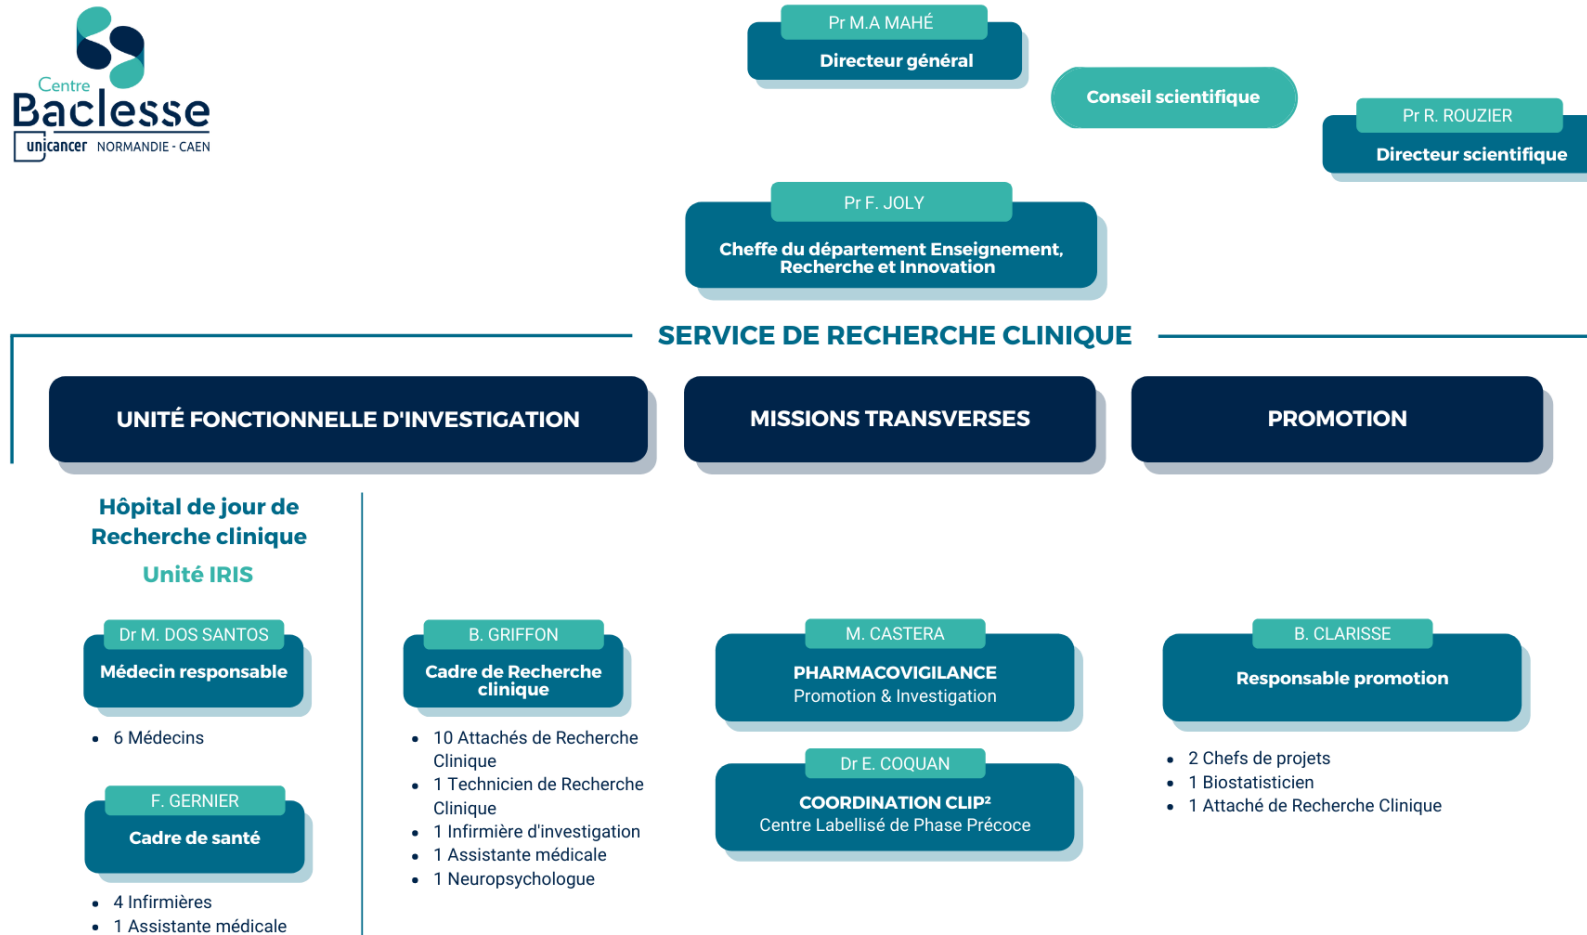 Centre
Baclesse
unicancer NORMANDIE - CAEN
Pr M.A MAHÉ
Directeur général
Conseil scientifique
Pr R. ROUZIER
Directeur scientifique
Pr F. JOLY
Cheffe du département Enseignement,
Recherche et Innovation
SERVICE DE RECHERCHE CLINIQUE
UNITÉ FONCTIONNELLE D'INVESTIGATION
MISSIONS TRANSVERSES
PROMOTION
Hôpital de jour de
Recherche clinique
Unité IRIS
Dr M. DOS SANTOS
Médecin responsable
• 6 Médecins
F. GERNIER
Cadre de santé
• 4 Infirmières
• 1 Assistante médicale
B. GRIFFON
Cadre de Recherche
clinique
• 10 Attachés de Recherche
Clinique
• 1 Technicien de Recherche
Clinique
• 1 Infirmière d'investigation
• 1 Assistante médicale
• 1 Neuropsychologue
M. CASTERA
PHARMACOVIGILANCE
Promotion & Investigation
Dr E. COQUAN
COORDINATION CLIP²
Centre Labellisé de Phase Précoce
B. CLARISSE
Responsable promotion
• 2 Chefs de projets
• 1 Biostatisticien
• 1 Attaché de Recherche Clinique